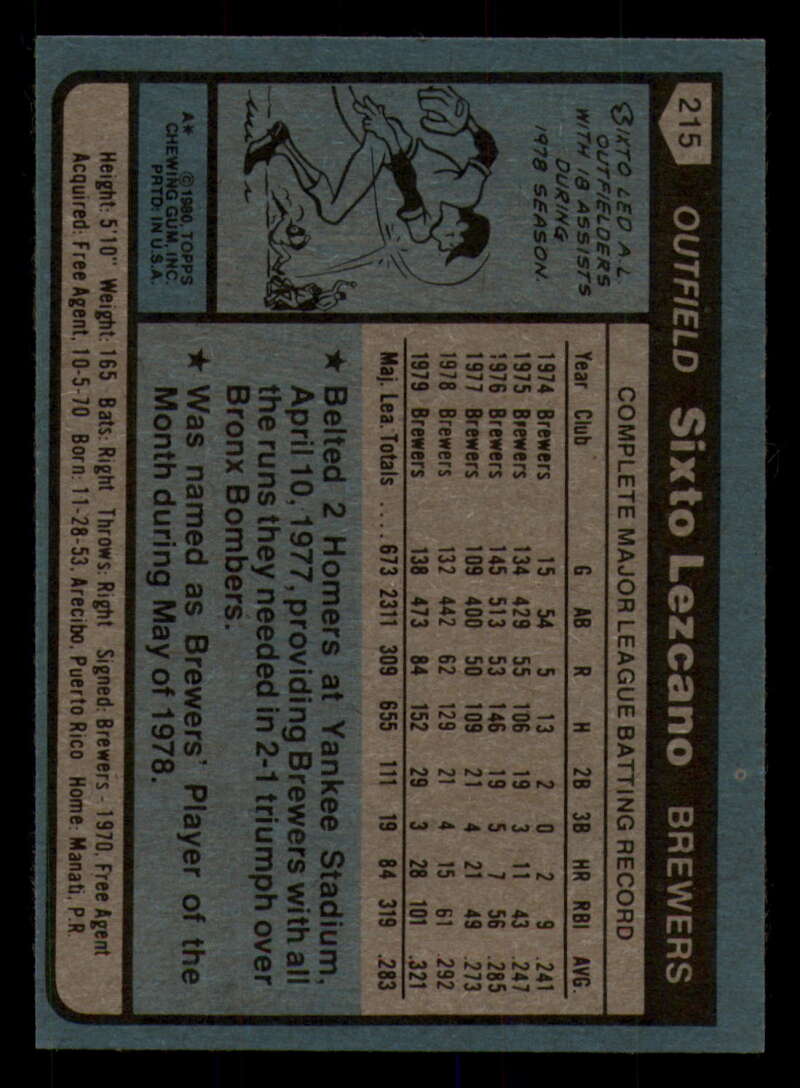 215 OUTFIELD Sixto Lezcano BREWERS
SIXTO LED A.L.
OUTFIELDERS
WITH 18 ASSISTS
DURING
1978 SEASON.
A* ©1980 TOPPS
CHEWING GUM, INC.
PRTD. IN U.S.A.
COMPLETE MAJOR LEAGUE BATTING RECORD
Year Club G AB R H 2B 3B HR RBI AVG.
1974 Brewers 15 54 5 13 2 0 2 9 .241
1975 Brewers 134 429 55 106 19 3 11 43 .247
1976 Brewers 145 513 53 146 19 5 7 56 .285
1977 Brewers 109 400 50 109 21 4 21 49 .273
1978 Brewers 132 442 62 129 21 4 15 61 .292
1979 Brewers 138 473 84 152 29 3 28 101 .321
Maj. Lea. Totals .... 673 2311 309 655 111 19 84 319 .283
★ Belted 2 Homers at Yankee Stadium,
April 10, 1977, providing Brewers with all
the runs they needed in 2-1 triumph over
Bronx Bombers.
★ Was named as Brewers' Player of the
Month during May of 1978.
Height: 5'10" Weight: 165 Bats: Right Throws: Right Signed: Brewers - 1970, Free Agent
Acquired: Free Agent, 10-5-70 Born: 11-28-53, Arecibo, Puerto Rico Home: Manati, P.R.